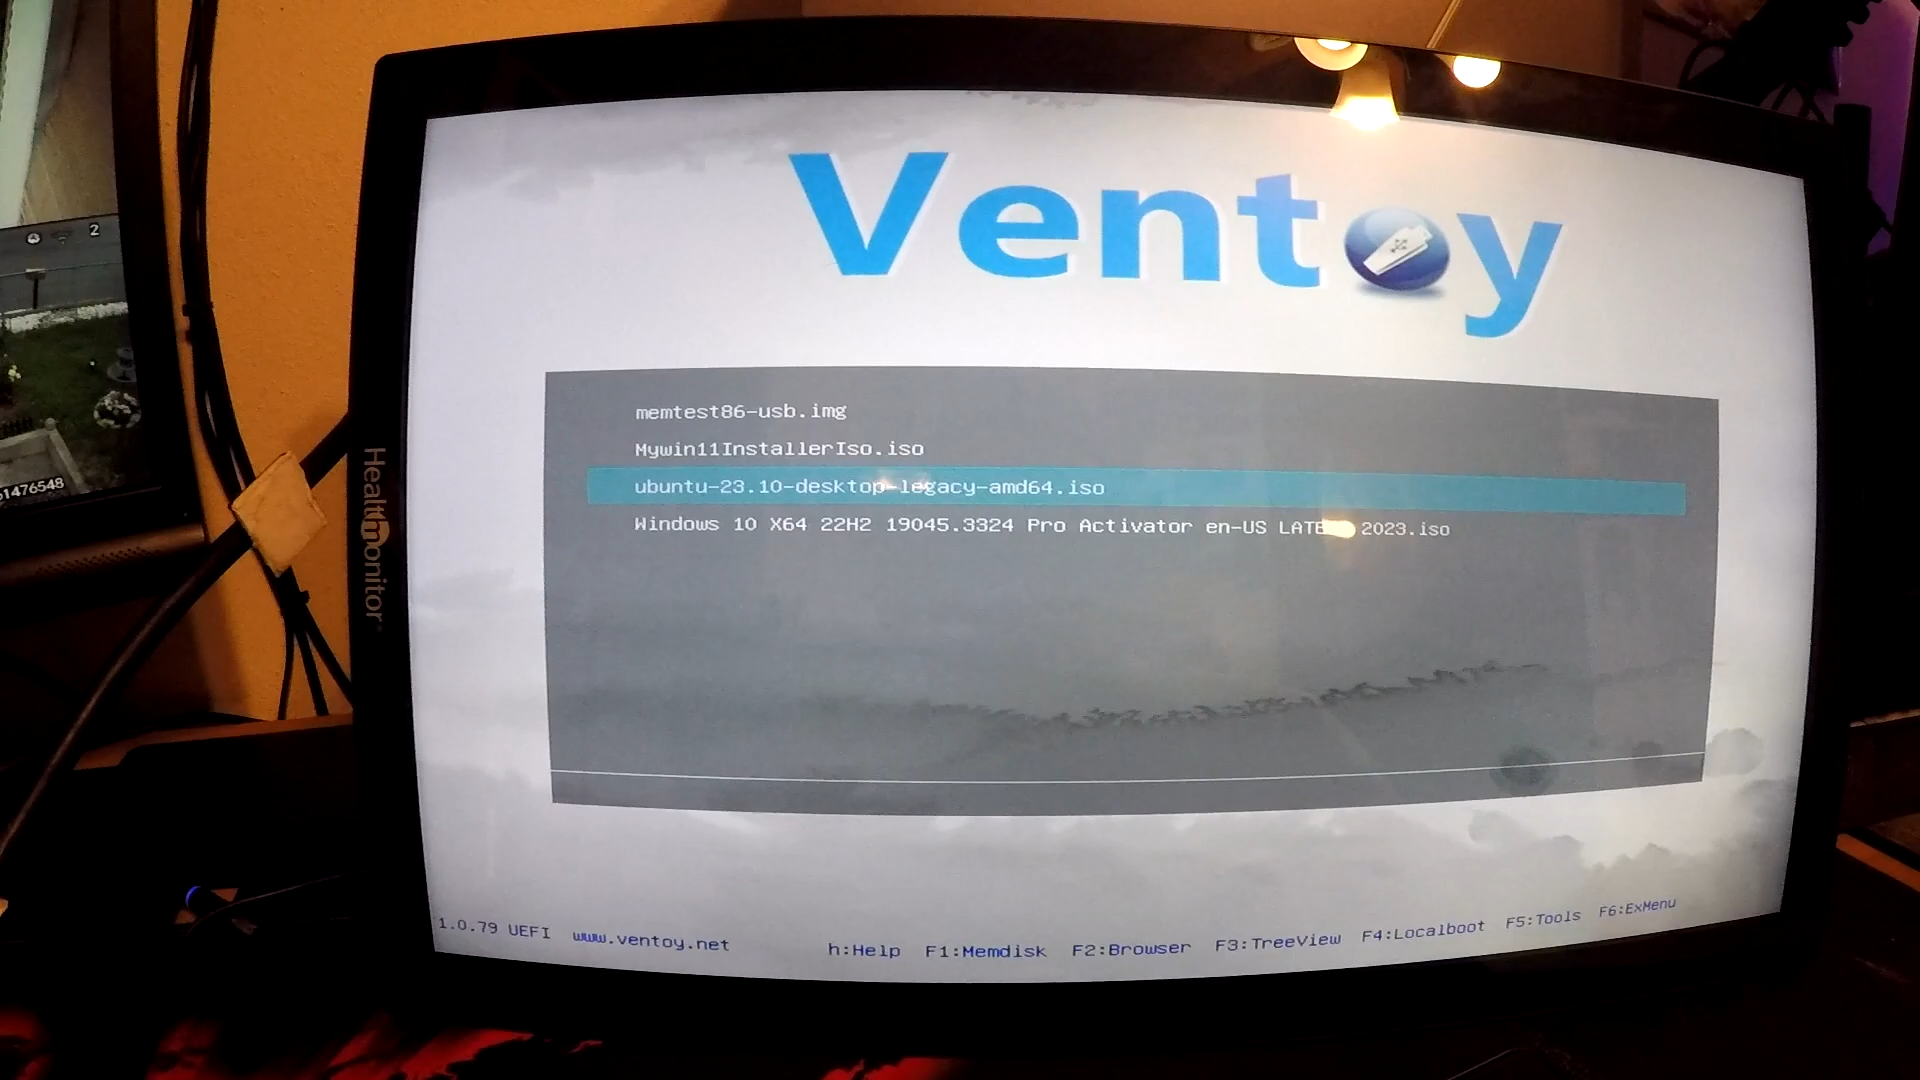 Ventoy
memtest86-usb.img
Mywin11InstallerIso.iso
ubuntu-23.10-desktop-legacy-amd64.iso
Windows 10 X64 22H2 19045.3324 Pro Activator en-US 2023.iso
1.0.79 UEFI www.ventoy.net h:Help F1:Memdisk F2:Browser F3:TreeView F4:Localboot F5:Tools F6:ExMenu
Healthmonitor
2
1476548